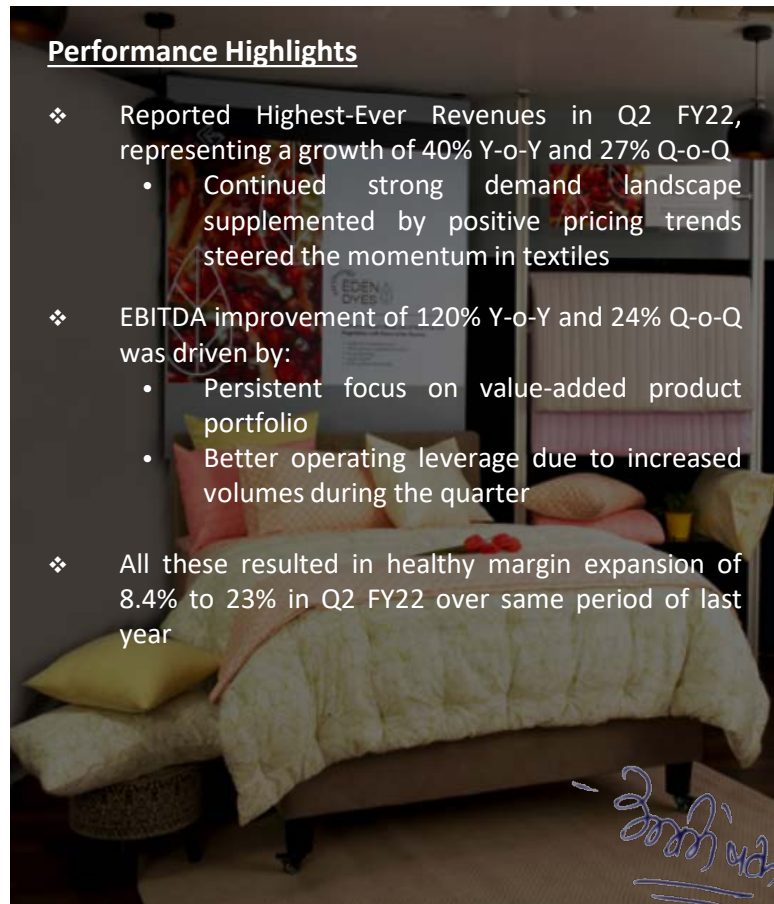 Performance Highlights
❖ Reported Highest-Ever Revenues in Q2 FY22,
representing a growth of 40% Y-o-Y and 27% Q-o-Q
• Continued strong demand landscape
supplemented by positive pricing trends
steered the momentum in textiles
EDEN
DYES
❖ EBITDA improvement of 120% Y-o-Y and 24% Q-o-Q
was driven by:
• Persistent focus on value-added product
portfolio
• Better operating leverage due to increased
volumes during the quarter
❖ All these resulted in healthy margin expansion of
8.4% to 23% in Q2 FY22 over same period of last
year